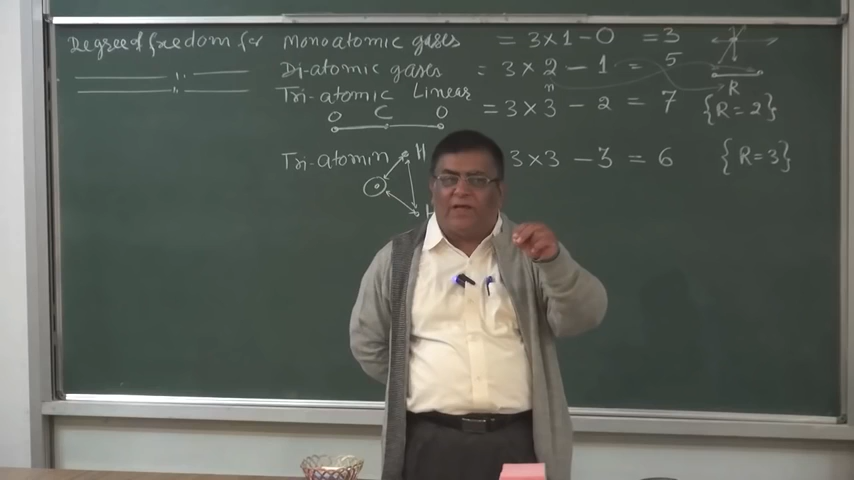 Degree of freedom for Monoatomic gases = 3 × 1 - 0 = 3
Di-atomic gases = 3 × 2 - 1 = 5
Tri-atomic Linear = 3 × 3 - 2 = 7 {R=2}
n
R
O C O
Tri-atomin H 3×3 - 3 = 6 {R=3}